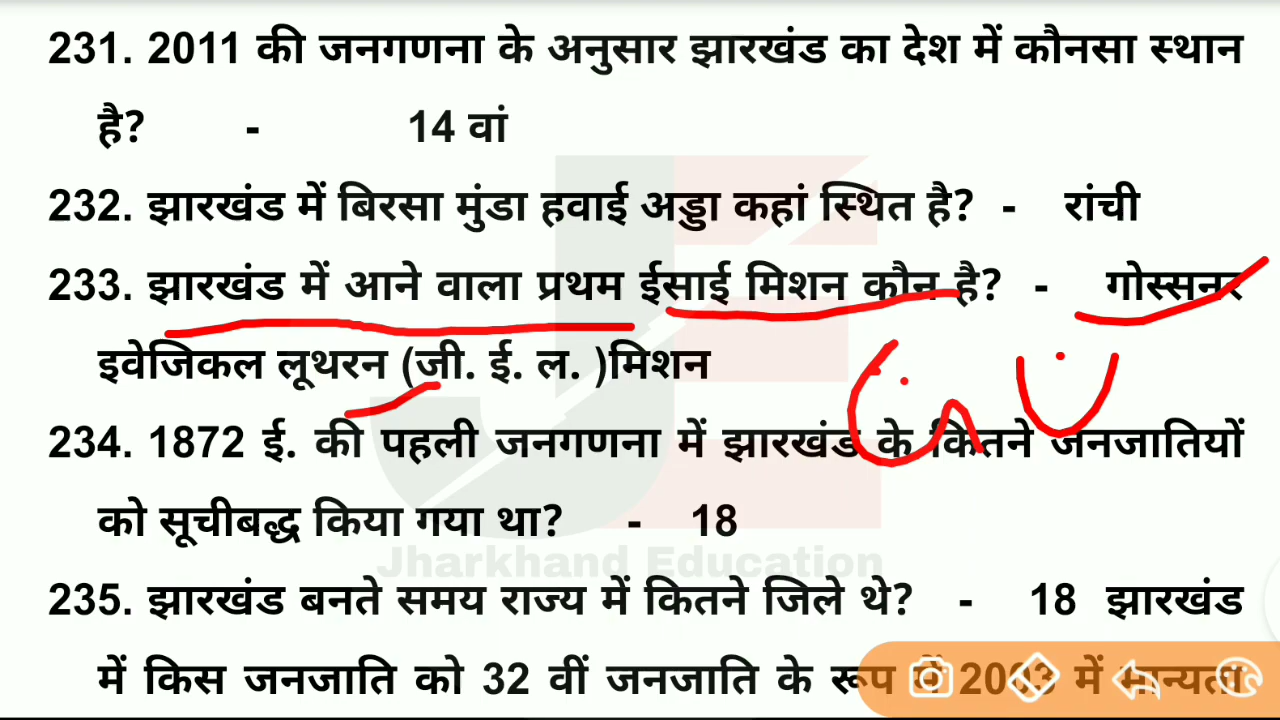 231. 2011 की जनगणना के अनुसार झारखंड का देश में कौनसा स्थान
है? - 14 वां
232. झारखंड में बिरसा मुंडा हवाई अड्डा कहां स्थित है? - रांची
233. झारखंड में आने वाला प्रथम ईसाई मिशन कौन है? - गोस्सनर
इवेजिकल लूथरन (जी. ई. ल. )मिशन
234. 1872 ई. की पहली जनगणना में झारखंड के कितने जनजातियों
को सूचीबद्ध किया गया था? - 18
Jharkhand Education
235. झारखंड बनते समय राज्य में कितने जिले थे? - 18 झारखंड
में किस जनजाति को 32 वीं जनजाति के रूप में 2003 में मान्यता